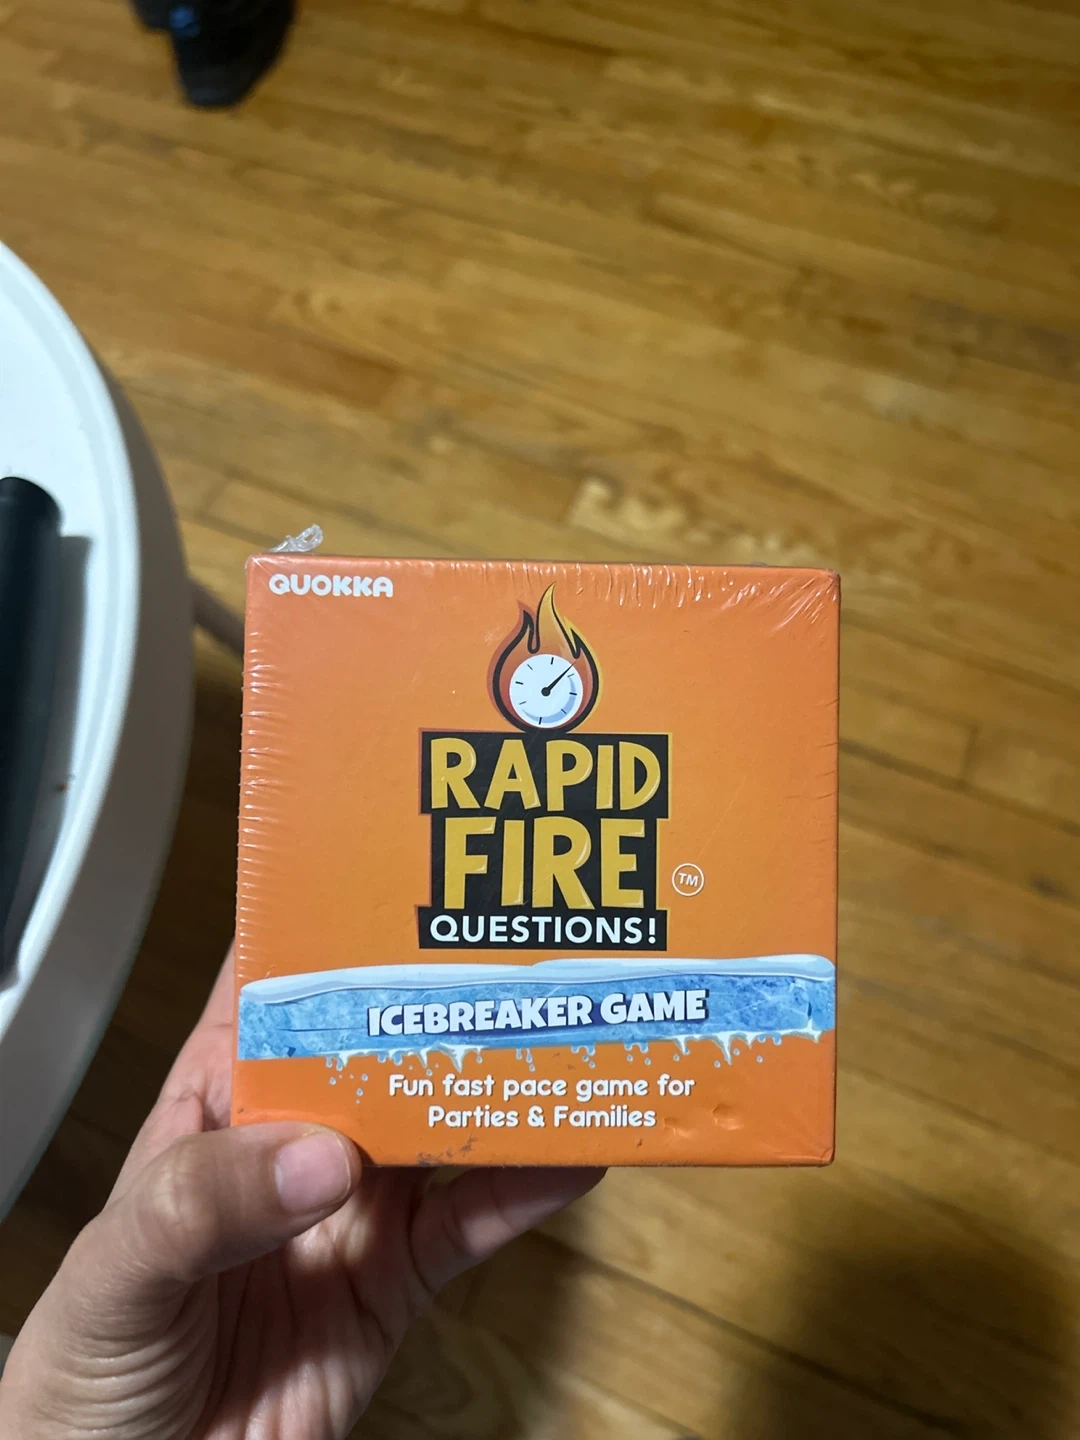 QUOKKA
RAPID
FIRE
TM
QUESTIONS!
ICEBREAKER GAME
Fun fast pace game for
Parties & Families